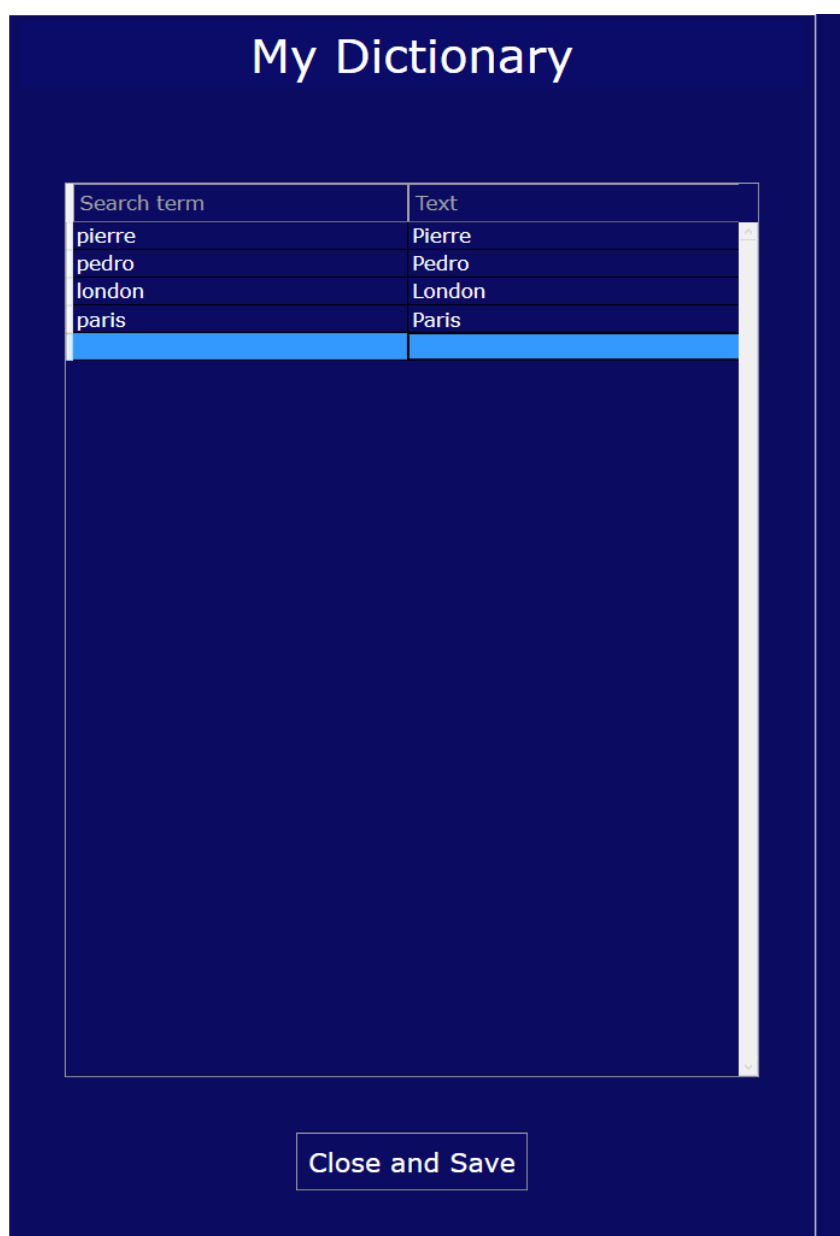 My Dictionary
Search term Text
pierre Pierre
pedro Pedro
london London
paris Paris
Close and Save